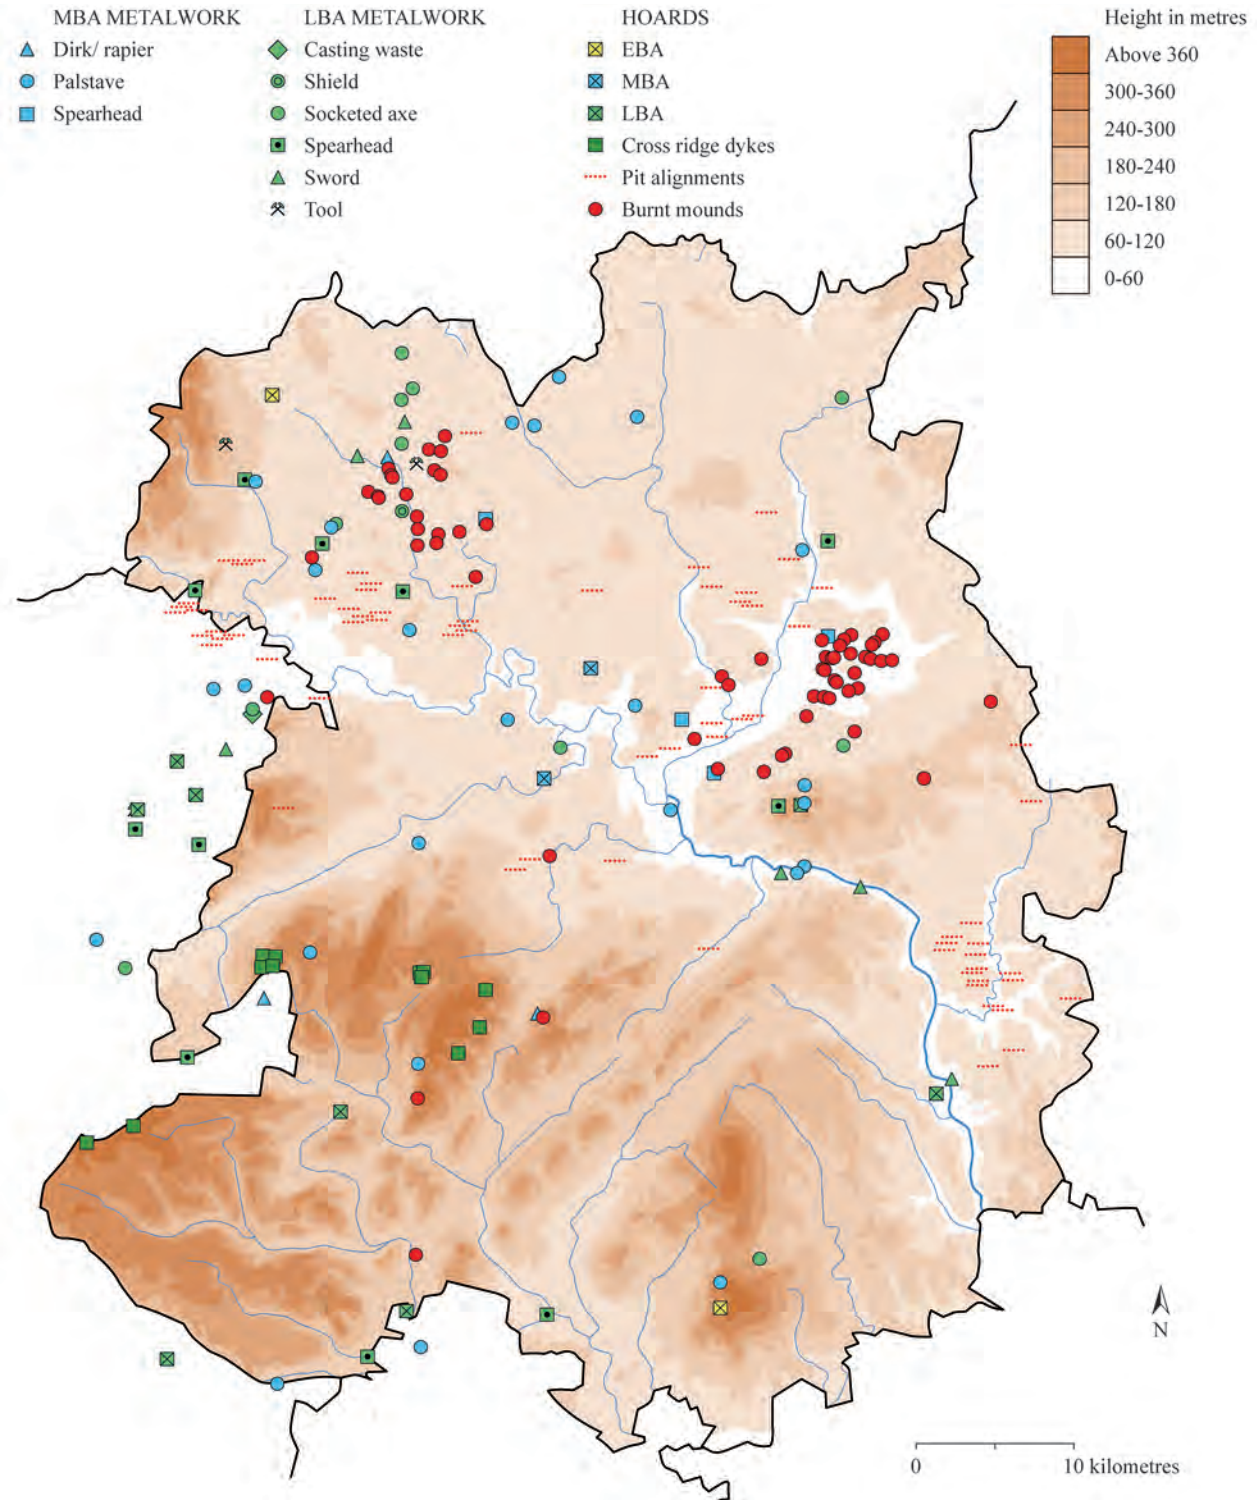 MBA METALWORK
Dirk/ rapier
Palstave
Spearhead
LBA METALWORK
Casting waste
Shield
Socketed axe
Spearhead
Sword
Tool
HOARDS
EBA
MBA
LBA
Cross ridge dykes
Pit alignments
Burnt mounds
Height in metres
Above 360
300-360
240-300
180-240
120-180
60-120
0-60
N
0 10 kilometres